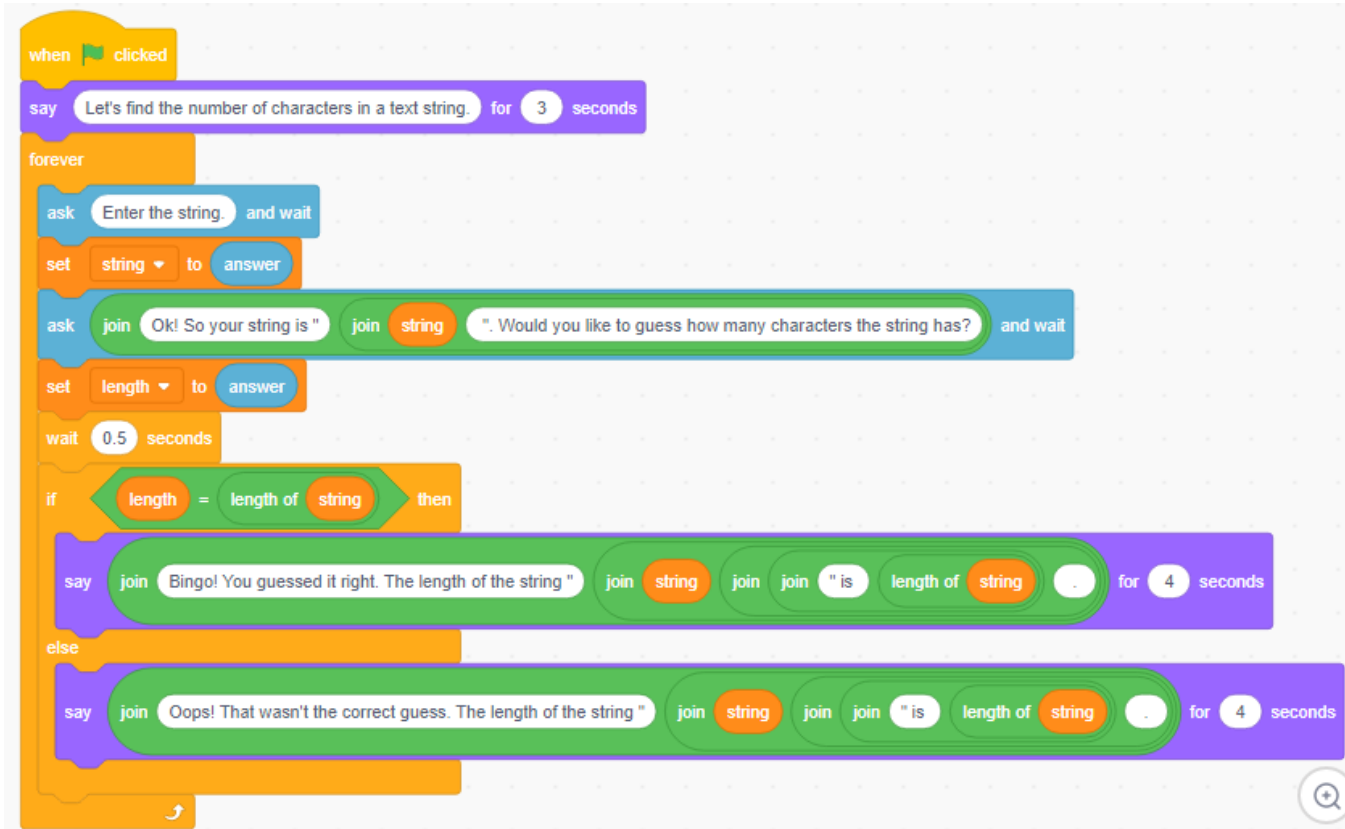 when clicked
say Let's find the number of characters in a text string. for 3 seconds
forever
ask Enter the string. and wait
set string to answer
ask join Ok! So your string is " join string ". Would you like to guess how many characters the string has? and wait
set length to answer
wait 0.5 seconds
if length = length of string then
say join Bingo! You guessed it right. The length of the string " join string join join " is length of string . for 4 seconds
else
say join Oops! That wasn't the correct guess. The length of the string " join string join join " is length of string . for 4 seconds